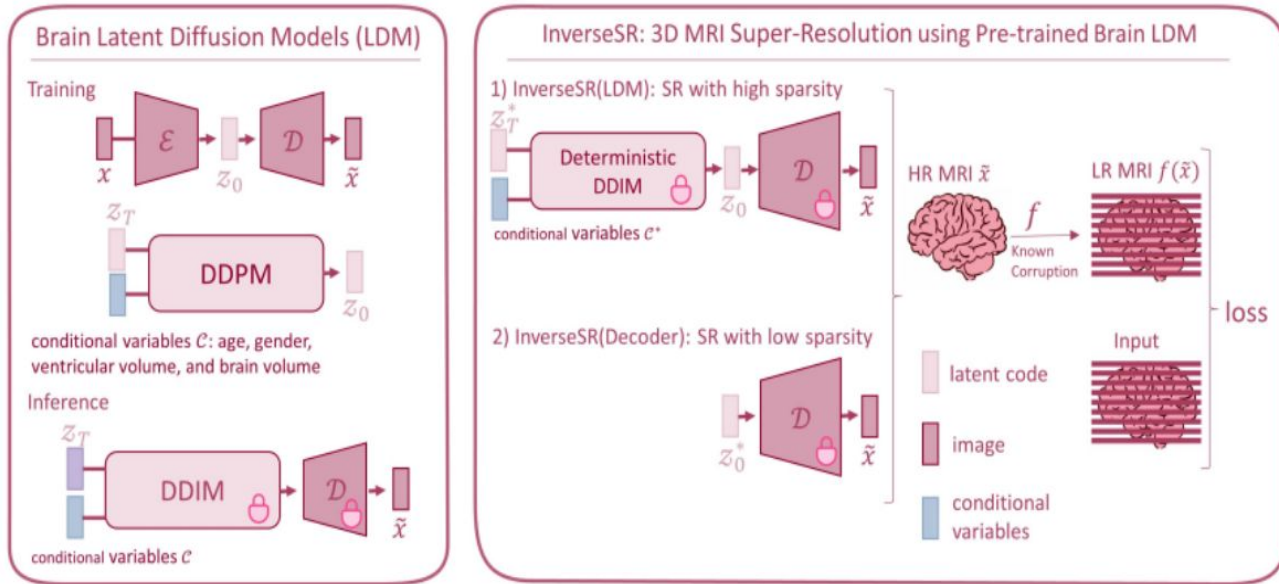 Brain Latent Diffusion Models (LDM)
Training
x
ℰ
z₀
𝒟
x̃
z_T
DDPM
z₀
conditional variables 𝒞: age, gender,
ventricular volume, and brain volume
Inference
z_T
DDIM
𝒟
x̃
conditional variables 𝒞
InverseSR: 3D MRI Super-Resolution using Pre-trained Brain LDM
1) InverseSR(LDM): SR with high sparsity
z*_T
Deterministic
DDIM
z₀
𝒟
x̃
conditional variables 𝒞*
2) InverseSR(Decoder): SR with low sparsity
z*₀
𝒟
x̃
HR MRI x̃
f
Known
Corruption
LR MRI f(x̃)
Input
loss
latent code
image
conditional
variables